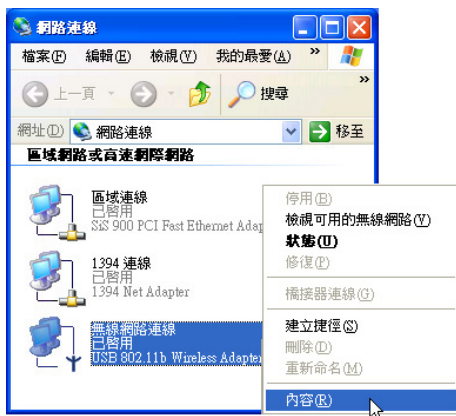 網路連線
檔案(F) 編輯(E) 檢視(V) 我的最愛(A) »
上一頁 搜尋 »
網址(D) 網路連線 移至
區域網路或高速網際網路
區域連線
已啓用
SiS 900 PCI Fast Ethernet Adap
1394 連線
已啓用
1394 Net Adapter
無線網路連線
已啓用
USB 802.11b Wireless Adapter
停用(B)
檢視可用的無線網路(V)
狀態(U)
修復(P)
橋接器連線(G)
建立捷徑(S)
刪除(D)
重新命名(M)
內容(R)